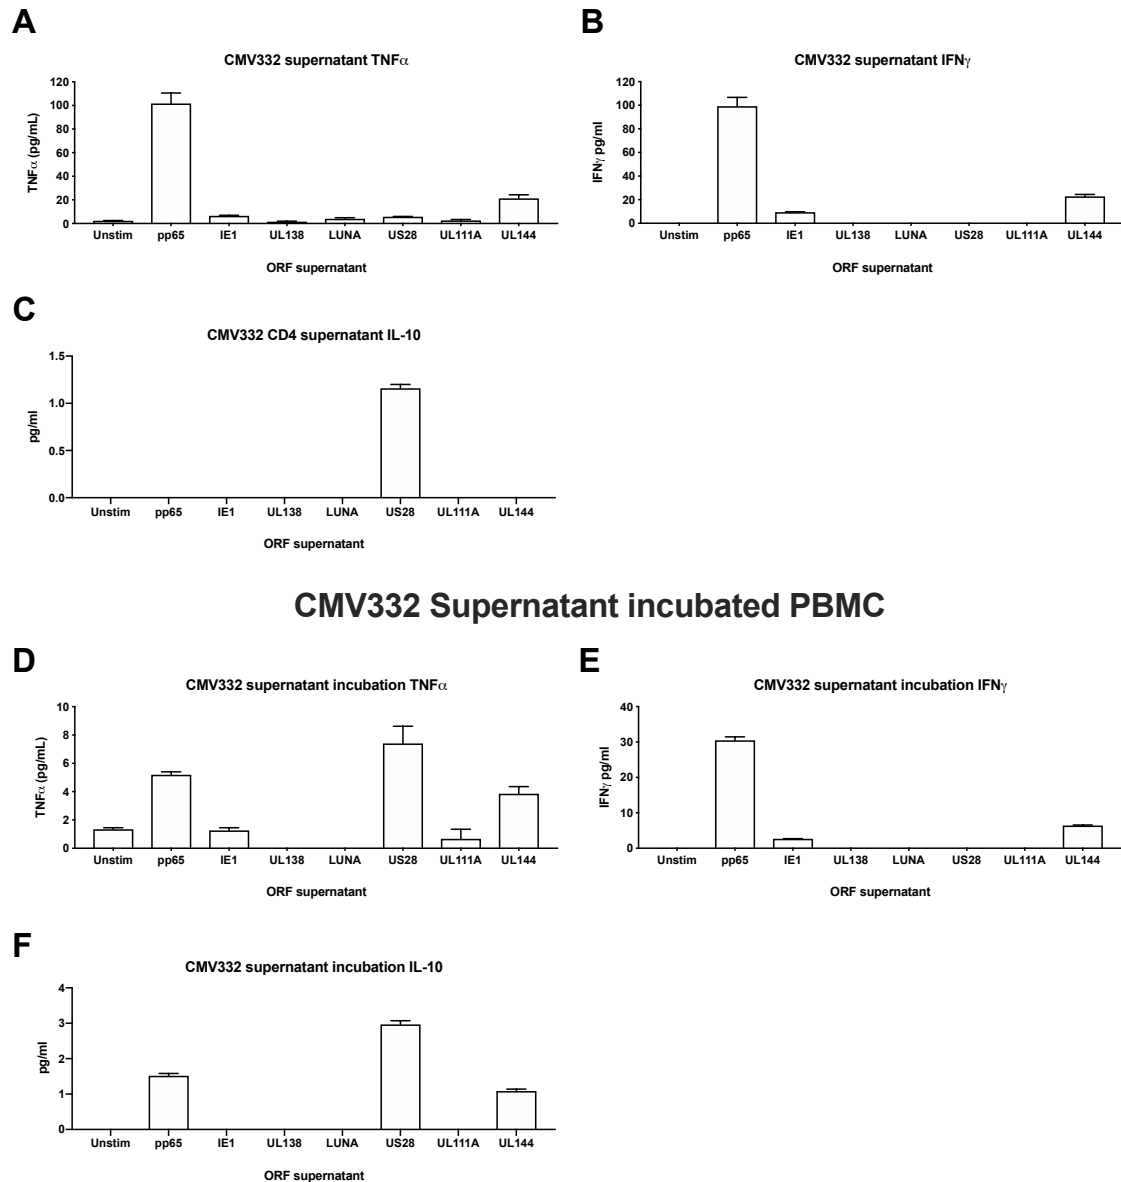 A
CMV332 supernatant TNFα
TNFα (pg/mL)
120
100
80
60
40
20
0
Unstim pp65 IE1 UL138 LUNA US28 UL111A UL144
ORF supernatant
B
CMV332 supernatant IFNγ
IFNγ pg/ml
120
100
80
60
40
20
0
Unstim pp65 IE1 UL138 LUNA US28 UL111A UL144
ORF supernatant
C
CMV332 CD4 supernatant IL-10
pg/ml
1.5
1.0
0.5
0.0
Unstim pp65 IE1 UL138 LUNA US28 UL111A UL144
ORF supernatant
CMV332 Supernatant incubated PBMC
D
CMV332 supernatant incubation TNFα
TNFα (pg/mL)
10
8
6
4
2
0
Unstim pp65 IE1 UL138 LUNA US28 UL111A UL144
ORF supernatant
E
CMV332 supernatant incubation IFNγ
IFNγ pg/ml
40
30
20
10
0
Unstim pp65 IE1 UL138 LUNA US28 UL111A UL144
ORF supernatant
F
CMV332 supernatant incubation IL-10
pg/ml
4
3
2
1
0
Unstim pp65 IE1 UL138 LUNA US28 UL111A UL144
ORF supernatant